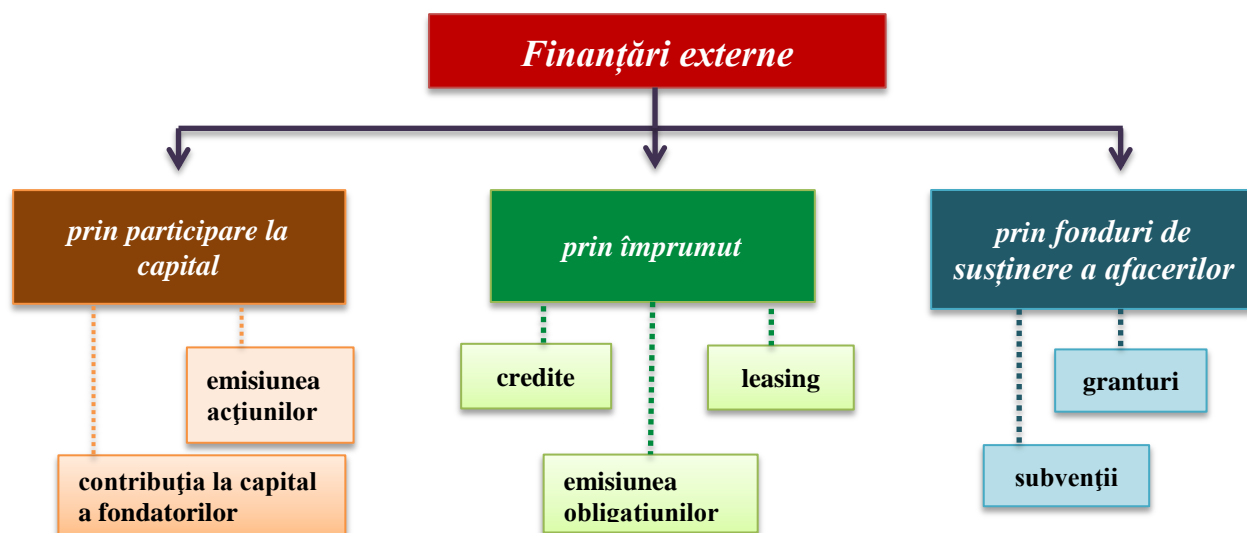 Finanțări externe
prin participare la
capital
prin împrumut
prin fonduri de
susținere a afacerilor
emisiunea
acţiunilor
contribuţia la capital
a fondatorilor
credite
leasing
emisiunea
obligaţiunilor
granturi
subvenţii